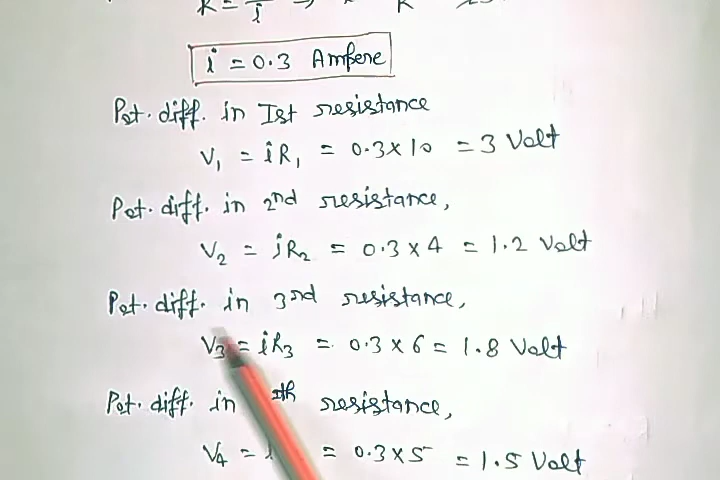 i = 0.3 Ampere
Pot. diff. in Ist resistance
V₁ = iR₁ = 0.3 × 10 = 3 Volt
Pot. diff. in 2nd resistance,
V₂ = iR₂ = 0.3 × 4 = 1.2 Volt
Pot. diff. in 3rd resistance,
V₃ = iR₃ = 0.3 × 6 = 1.8 Volt
Pot. diff. in th resistance,
V₄ = i = 0.3 × 5 = 1.5 Volt